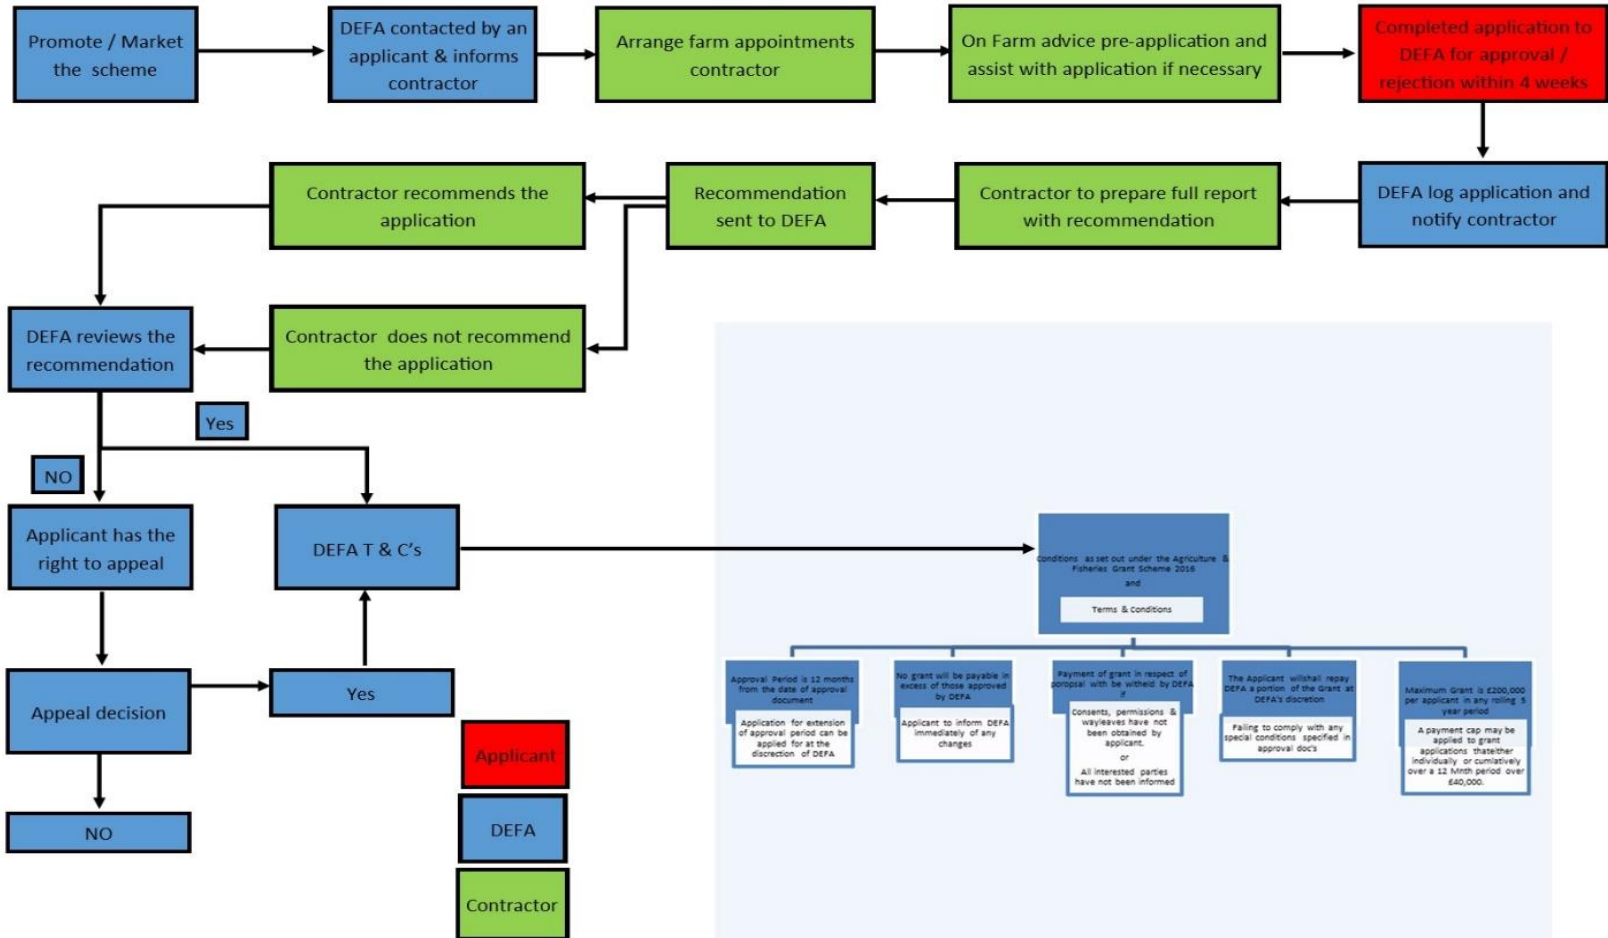 Promote / Market
the scheme
DEFA contacted by an
applicant & informs
contractor
Arrange farm appointments
contractor
On Farm advice pre-application and
assist with application if necessary
Completed application to
DEFA for approval /
rejection within 4 weeks
Contractor recommends the
application
Recommendation
sent to DEFA
Contractor to prepare full report
with recommendation
DEFA log application and
notify contractor
DEFA reviews the
recommendation
Contractor does not recommend
the application
Yes
NO
Applicant has the
right to appeal
DEFA T & C's
Conditions as set out under the Agriculture &
Fisheries Grant Scheme 2016
and
Terms & Conditions
Appeal decision
Yes
NO
Applicant
DEFA
Contractor
Approval Period is 12 months
from the date of approval
document
Application for extension
of approval period can be
applied for at the
discrection of DEFA
No grant will be payable in
excess of those approved
by DEFA
Applicant to inform DEFA
immediately of any
changes
Payment of grant in respect of
poropsal with be witheld by DEFA
if
Consents, permissions &
wayleaves have not
been obtained by
applicant.
or
All interested parties
have not been informed
The Applicant willshall repay
DEFA a portion of the Grant at
DEFA's discretion
Failing to comply with any
special conditions specified in
approval doc's
Maximum Grant is £200,000
per applicant in any rolling 5
year period
A payment cap may be
applied to grant
applications thateither
individually or cumlatively
over a 12 Mnth period over
£40,000.